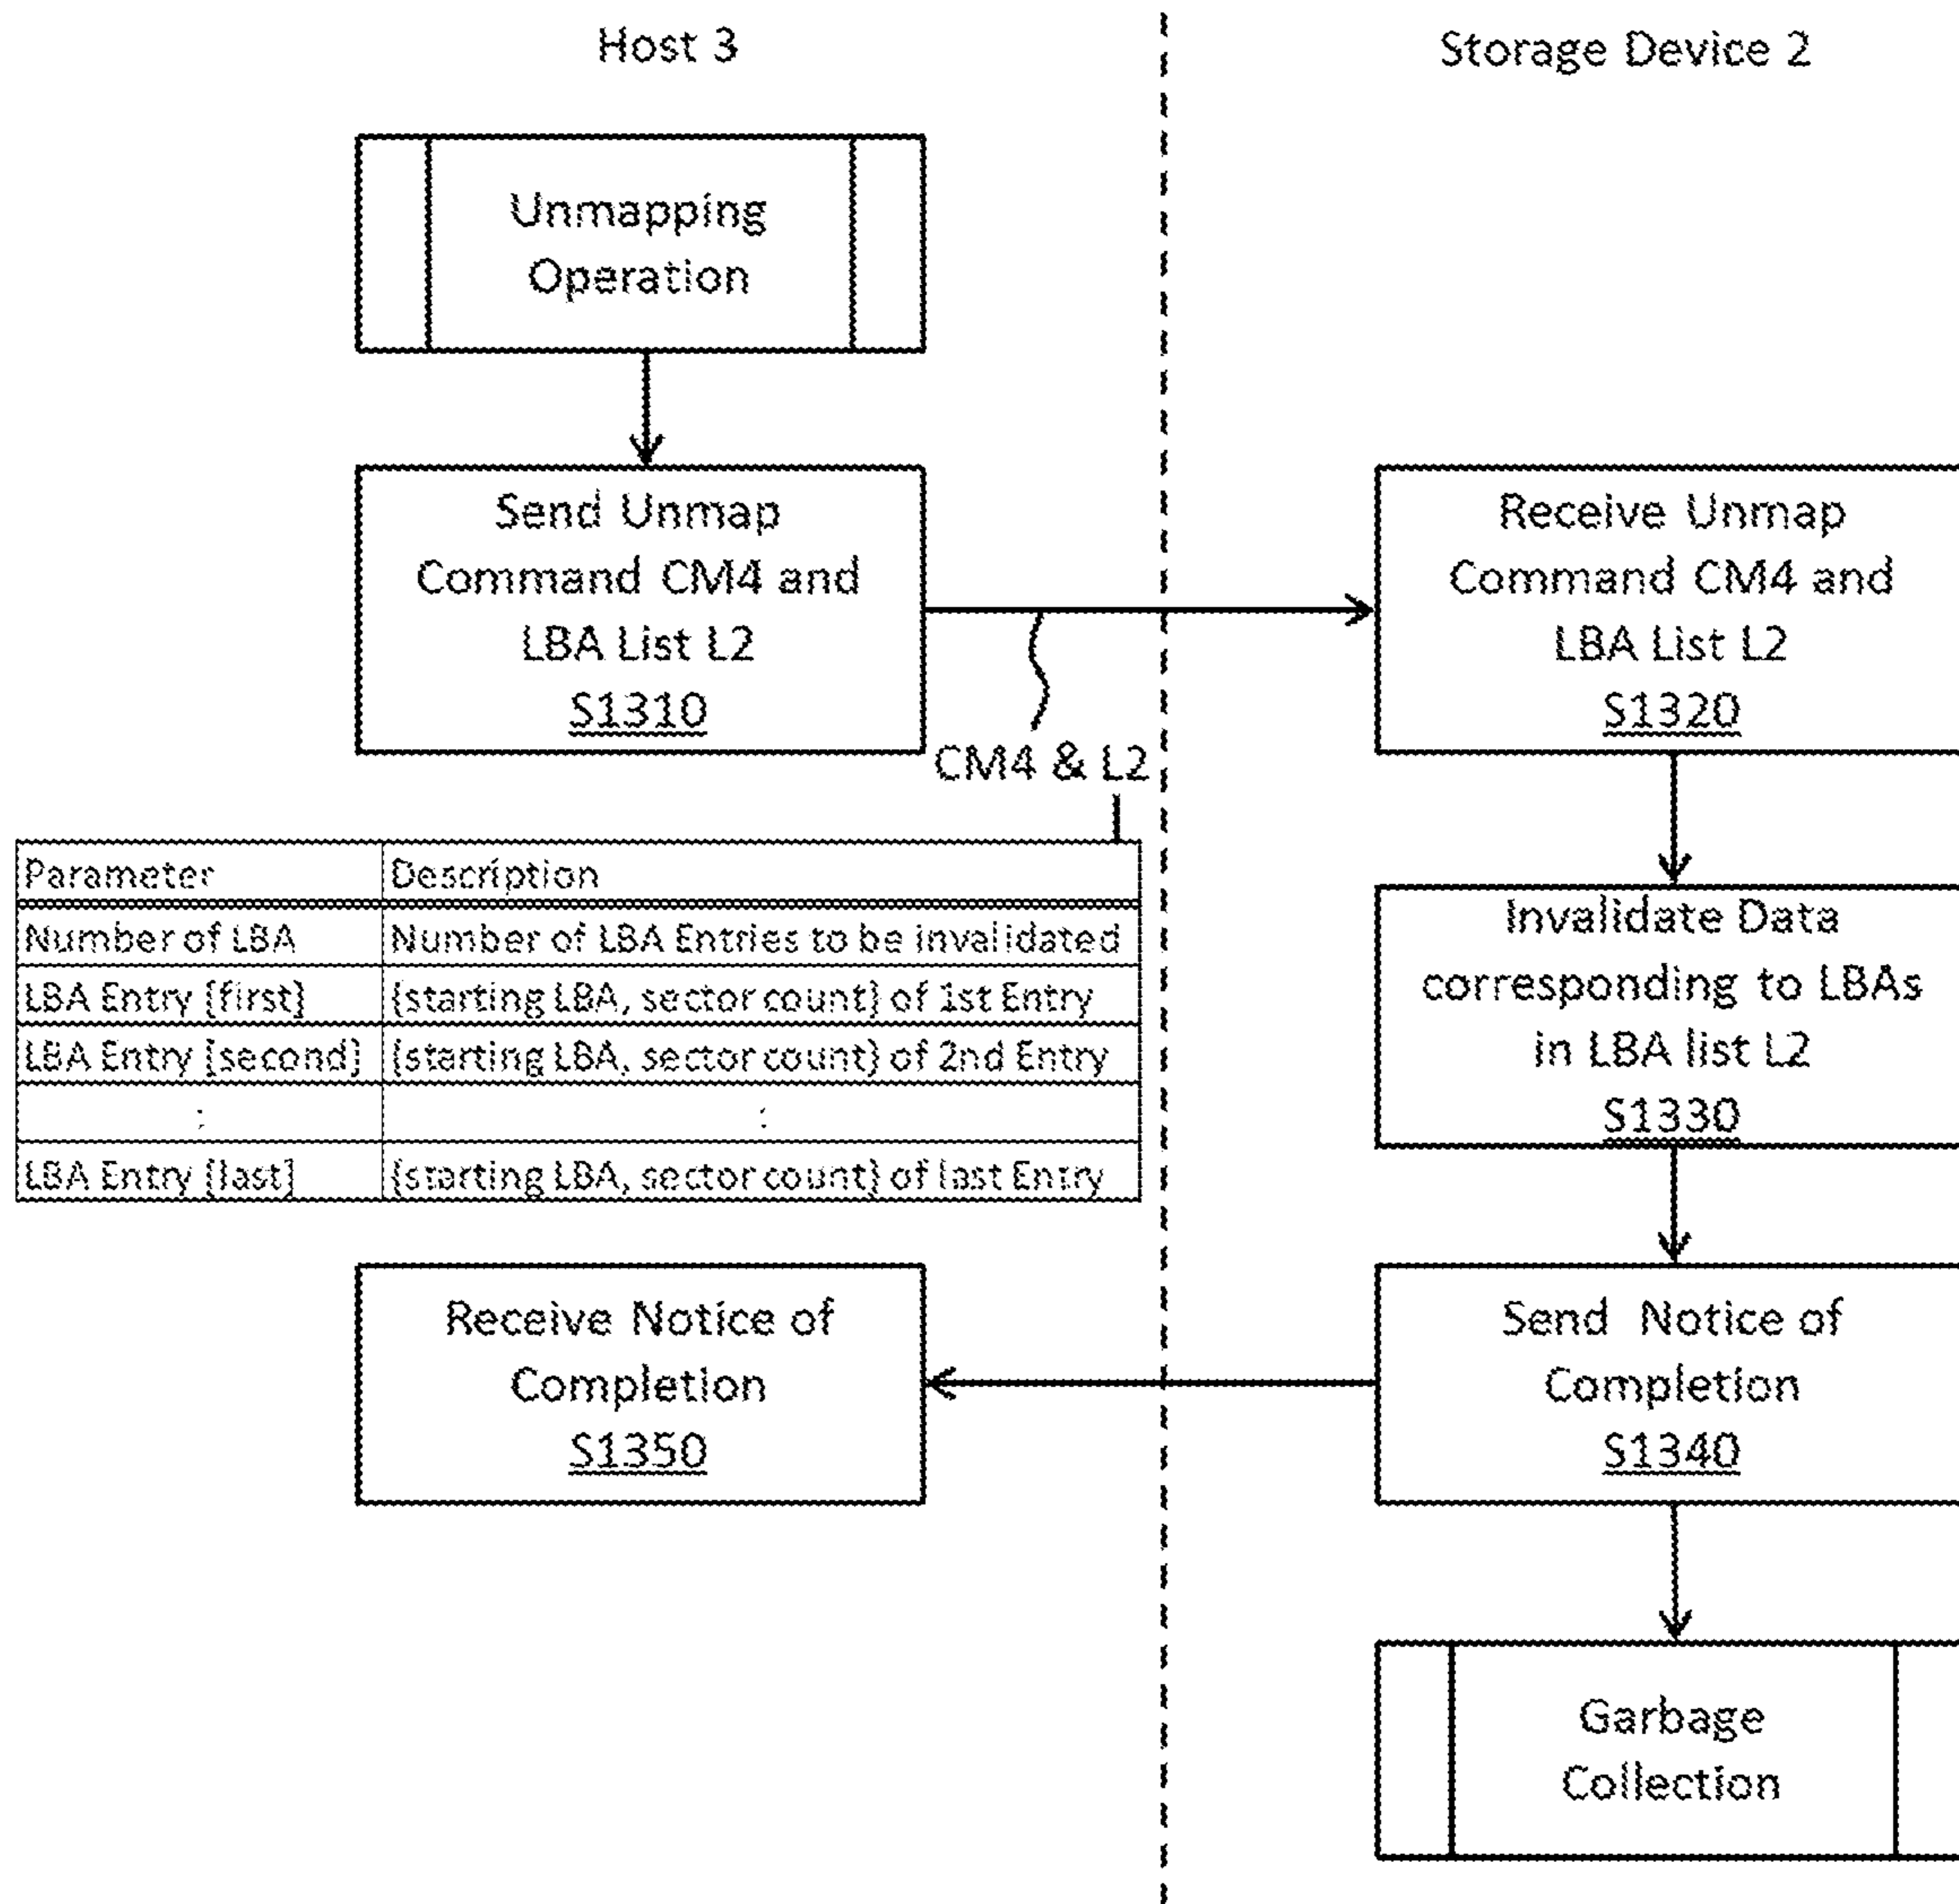 Host 3
Storage Device 2
Unmapping
Operation
Send Unmap
Command CM4 and
LBA List L2
S1310
Receive Unmap
Command CM4 and
LBA List L2
S1320
CM4 & L2
Parameter Description
Number of LBA Number of LBA Entries to be invalidated
LBA Entry [first] {starting LBA, sector count} of 1st Entry
LBA Entry [second] {starting LBA, sector count} of 2nd Entry
: :
LBA Entry [last] {starting LBA, sector count} of last Entry
Invalidate Data
corresponding to LBAs
in LBA list L2
S1330
Receive Notice of
Completion
S1350
Send Notice of
Completion
S1340
Garbage
Collection